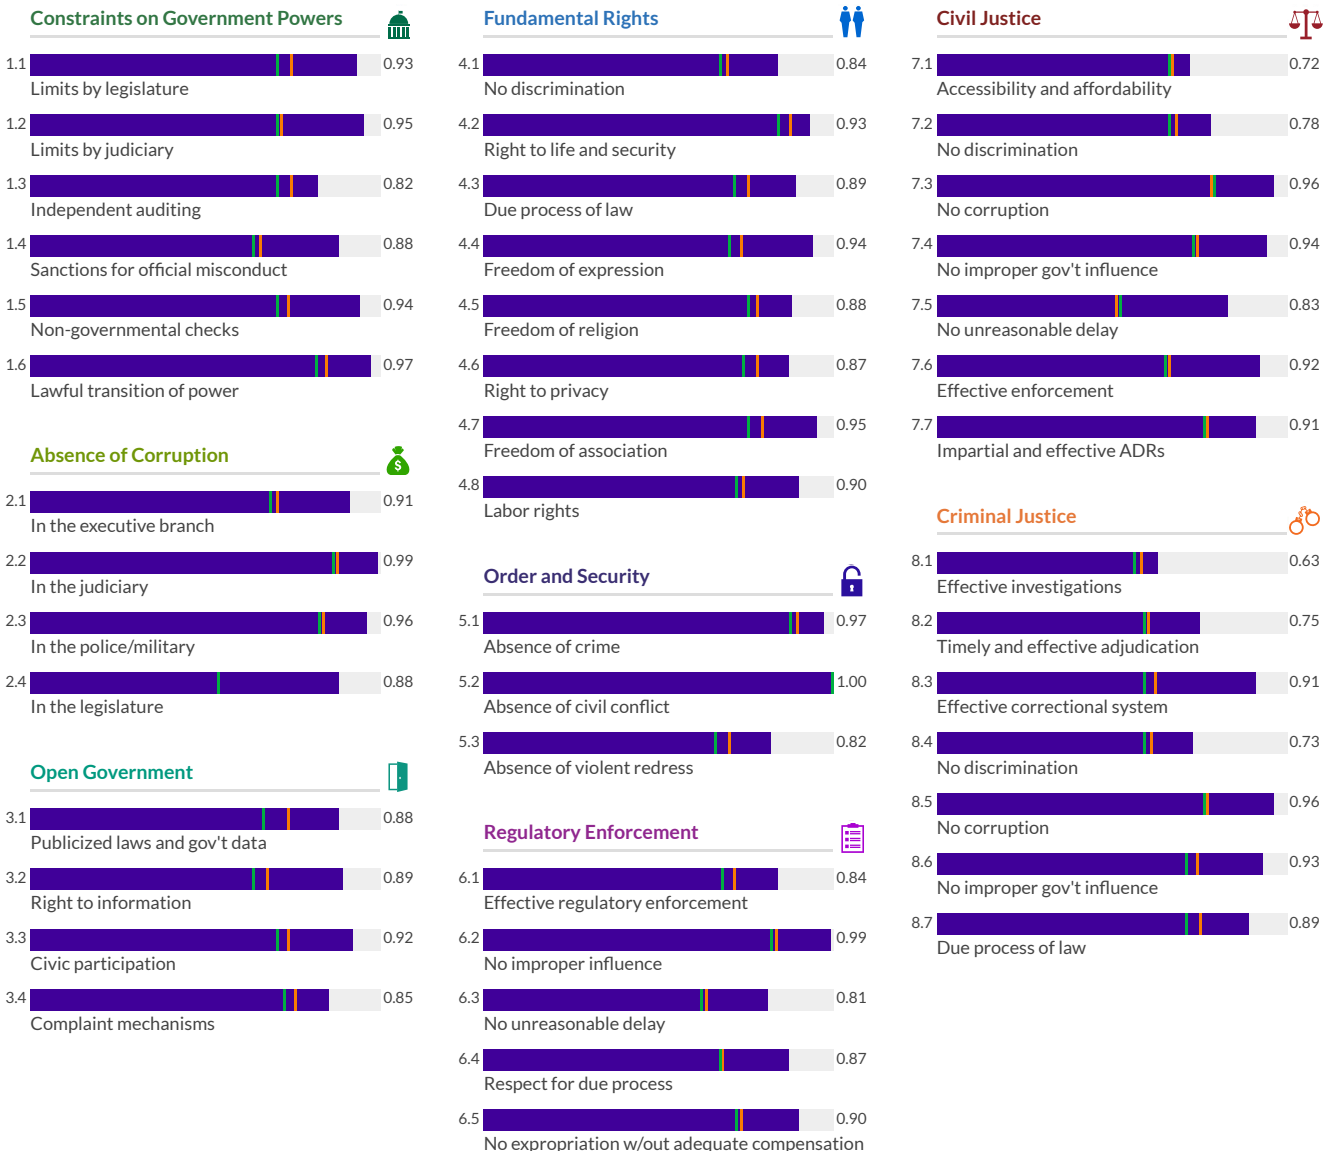 Constraints on Government Powers
1.1 0.93
Limits by legislature
1.2 0.95
Limits by judiciary
1.3 0.82
Independent auditing
1.4 0.88
Sanctions for official misconduct
1.5 0.94
Non-governmental checks
1.6 0.97
Lawful transition of power
Absence of Corruption
$
2.1 0.91
In the executive branch
2.2 0.99
In the judiciary
2.3 0.96
In the police/military
2.4 0.88
In the legislature
Open Government
3.1 0.88
Publicized laws and gov't data
3.2 0.89
Right to information
3.3 0.92
Civic participation
3.4 0.85
Complaint mechanisms
Fundamental Rights
4.1 0.84
No discrimination
4.2 0.93
Right to life and security
4.3 0.89
Due process of law
4.4 0.94
Freedom of expression
4.5 0.88
Freedom of religion
4.6 0.87
Right to privacy
4.7 0.95
Freedom of association
4.8 0.90
Labor rights
Order and Security
5.1 0.97
Absence of crime
5.2 1.00
Absence of civil conflict
5.3 0.82
Absence of violent redress
Regulatory Enforcement
6.1 0.84
Effective regulatory enforcement
6.2 0.99
No improper influence
6.3 0.81
No unreasonable delay
6.4 0.87
Respect for due process
6.5 0.90
No expropriation w/out adequate compensation
Civil Justice
7.1 0.72
Accessibility and affordability
7.2 0.78
No discrimination
7.3 0.96
No corruption
7.4 0.94
No improper gov't influence
7.5 0.83
No unreasonable delay
7.6 0.92
Effective enforcement
7.7 0.91
Impartial and effective ADRs
Criminal Justice
8.1 0.63
Effective investigations
8.2 0.75
Timely and effective adjudication
8.3 0.91
Effective correctional system
8.4 0.73
No discrimination
8.5 0.96
No corruption
8.6 0.93
No improper gov't influence
8.7 0.89
Due process of law